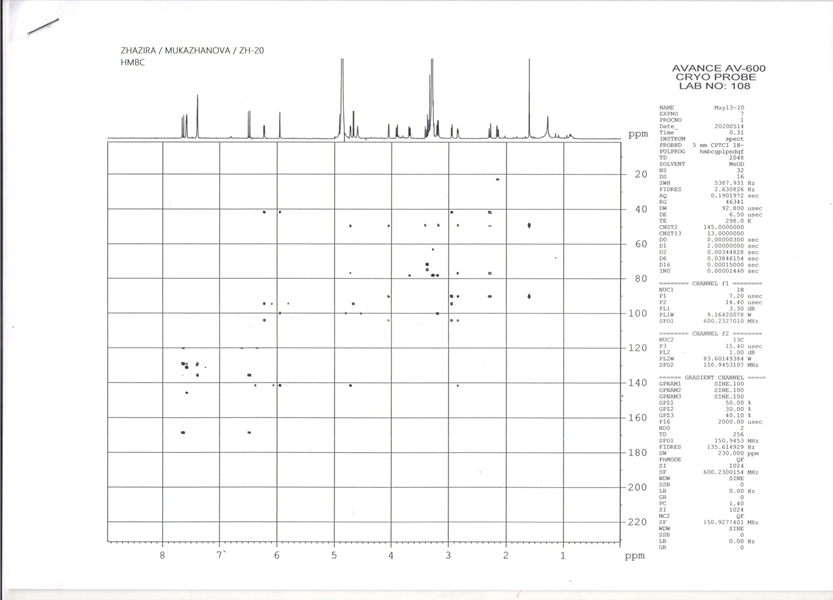 ZHAZIRA / MUKAZHANOVA / ZH-20
HMBC
AVANCE AV-600
CRYO PROBE
LAB NO: 108
NAME May13-20
EXPNO 7
PROCNO 1
Date_ 20200514
Time 0.31
INSTRUM spect
PROBHD 5 mm CPTCI 1H-
PULPROG hmbcgplpndqf
TD 2048
SOLVENT MeOD
NS 32
DS 16
SWH 5387.931 Hz
FIDRES 2.630826 Hz
AQ 0.1901972 sec
RG 46341
DW 92.800 usec
DE 6.50 usec
TE 298.0 K
CNST2 145.0000000
CNST13 13.0000000
D0 0.00000300 sec
D1 2.00000000 sec
D2 0.00344828 sec
D6 0.03846154 sec
D16 0.00015000 sec
IN0 0.00001440 sec
======== CHANNEL f1 ========
NUC1 1H
P1 7.20 usec
P2 14.40 usec
PL1 3.30 dB
PL1W 9.16420078 W
SFO1 600.2327010 MHz
======== CHANNEL f2 ========
NUC2 13C
P3 15.40 usec
PL2 1.00 dB
PL2W 83.60149384 W
SFO2 150.9453107 MHz
====== GRADIENT CHANNEL =====
GPNAM1 SINE.100
GPNAM2 SINE.100
GPNAM3 SINE.100
GPZ1 50.00 %
GPZ2 30.00 %
GPZ3 40.10 %
P16 2000.00 usec
ND0 2
TD 256
SFO1 150.9453 MHz
FIDRES 135.614929 Hz
SW 230.000 ppm
FnMODE QF
SI 1024
SF 600.2300154 MHz
WDW SINE
SSB 0
LB 0.00 Hz
GB 0
PC 1.40
SI 1024
MC2 QF
SF 150.9277401 MHz
WDW SINE
SSB 0
LB 0.00 Hz
GB 0
ppm
20
40
60
80
100
120
140
160
180
200
220
8 7 6 5 4 3 2 1 ppm